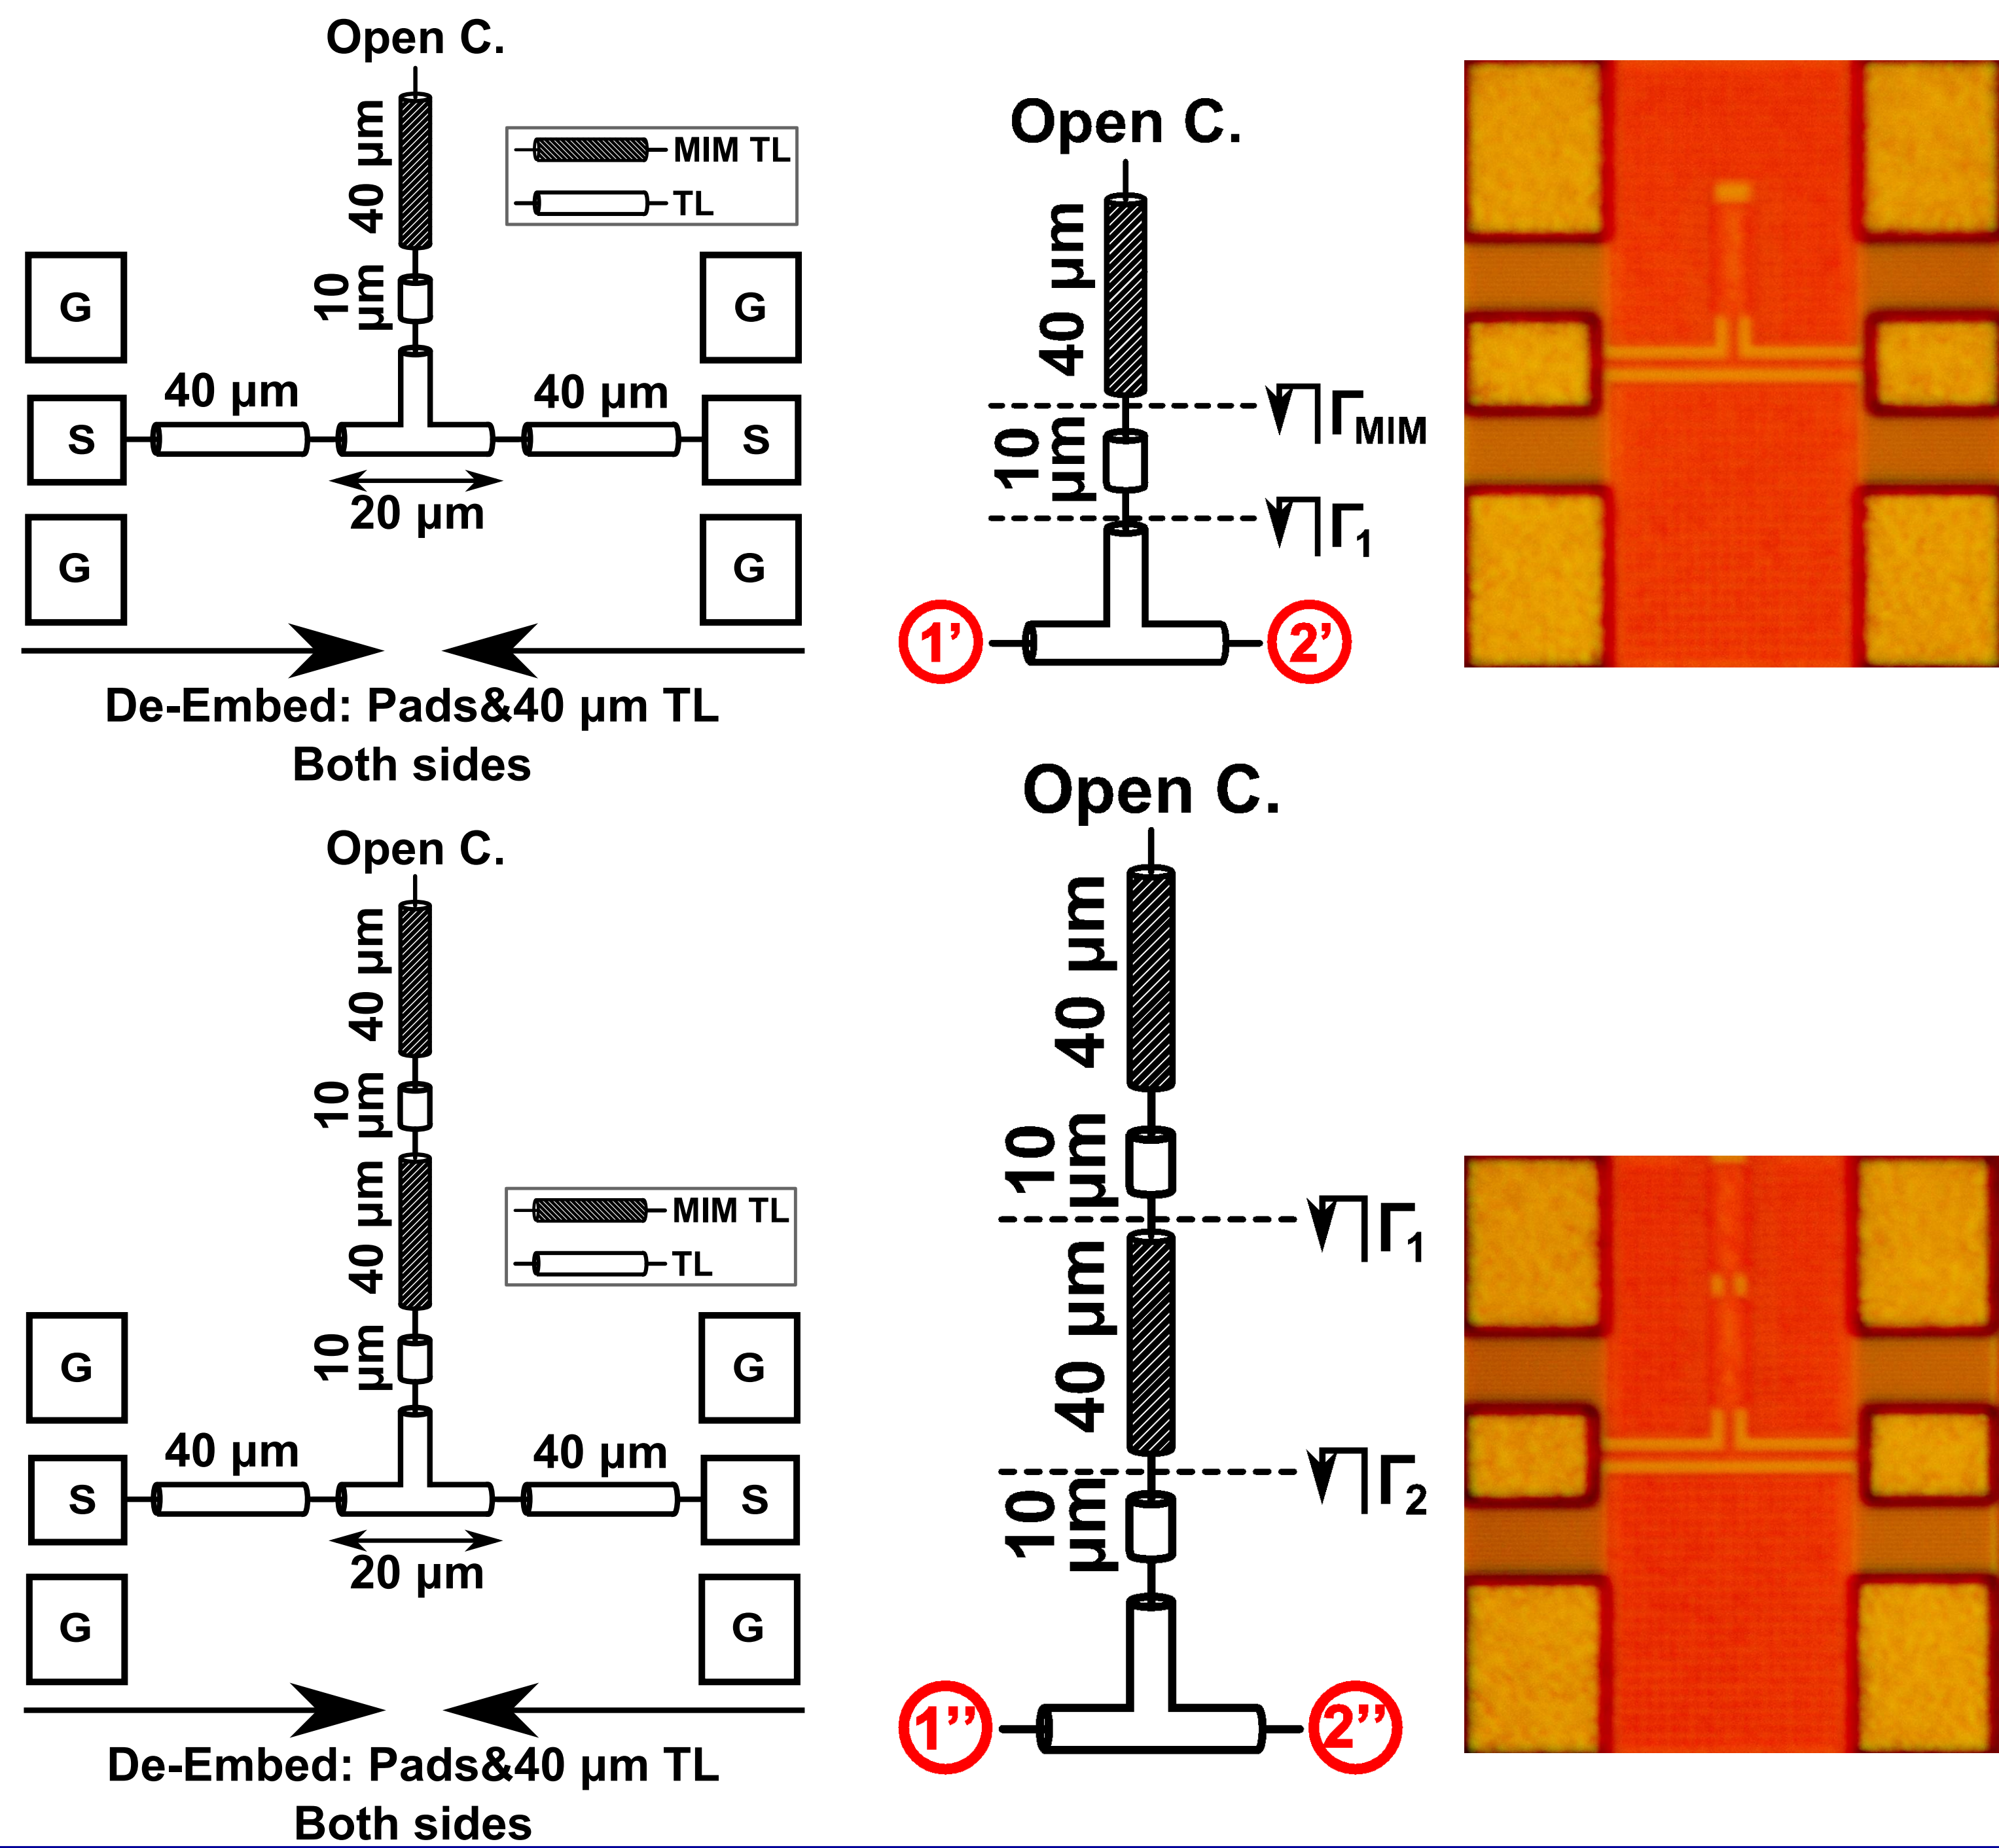 Open C.
40 µm
MIM TL
TL
10
µm
G
G
40 µm
40 µm
S
S
20 µm
G
G
De-Embed: Pads&40 µm TL
Both sides
Open C.
40 µm
ΓMIM
10
µm
Γ1
1'
2'
Open C.
40 µm
10
µm
40 µm
MIM TL
TL
10
µm
G
G
40 µm
40 µm
S
S
20 µm
G
G
De-Embed: Pads&40 µm TL
Both sides
Open C.
40 µm
10
µm
Γ1
40 µm
Γ2
10
µm
1’’
2’’